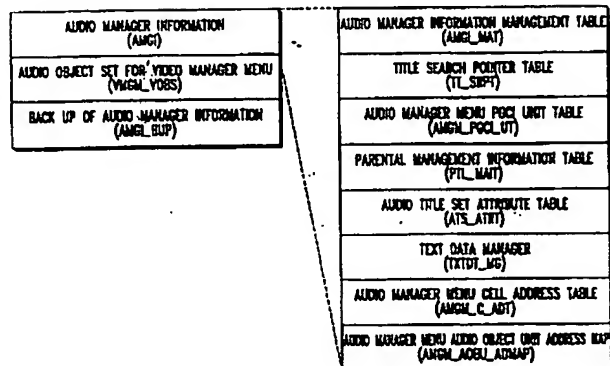 AUDIO MANAGER INFORMATION
(AMGI)
AUDIO OBJECT SET FOR VIDEO MANAGER MENU
(VMGM_VOBS)
BACK UP OF AUDIO MANAGER INFORMATION
(AMGI_BUP)
AUDIO MANAGER INFORMATION MANAGEMENT TABLE
(AMGI_MAT)
TITLE SEARCH POINTER TABLE
(TT_SRPT)
AUDIO MANAGER MENU PGCI UNIT TABLE
(AMGM_PGCI_UT)
PARENTAL MANAGEMENT INFORMATION TABLE
(PTL_MAIT)
AUDIO TITLE SET ATTRIBUTE TABLE
(ATS_ATRT)
TEXT DATA MANAGER
(TXTDT_MG)
AUDIO MANAGER MENU CELL ADDRESS TABLE
(AMGM_C_ADT)
AUDIO MANAGER MENU AUDIO OBJECT UNIT ADDRESS MAP
(AMGM_AOBU_ADMAP)